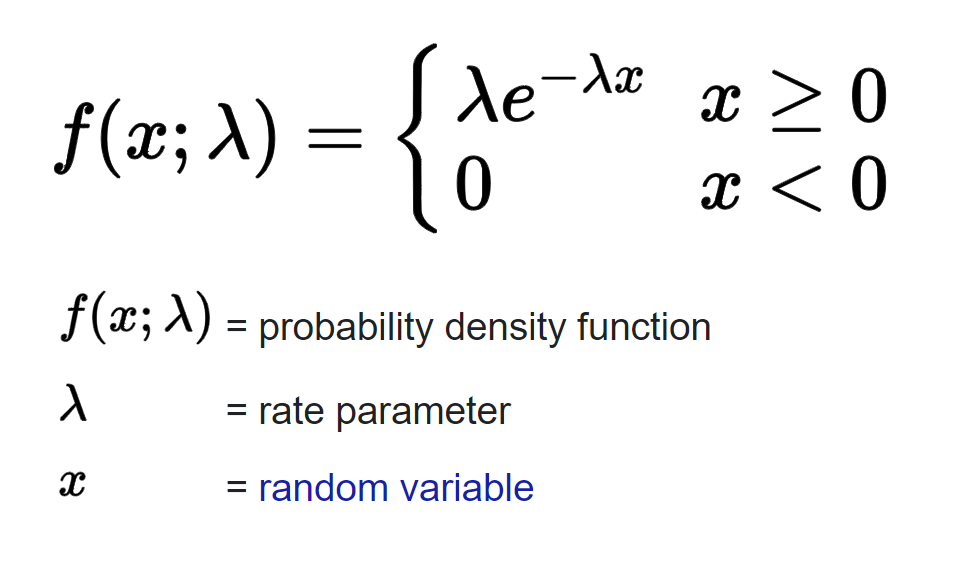 f(x; λ) = { λe^{−λx} x ≥ 0
0 x < 0
f(x; λ) = probability density function
λ = rate parameter
x = random variable